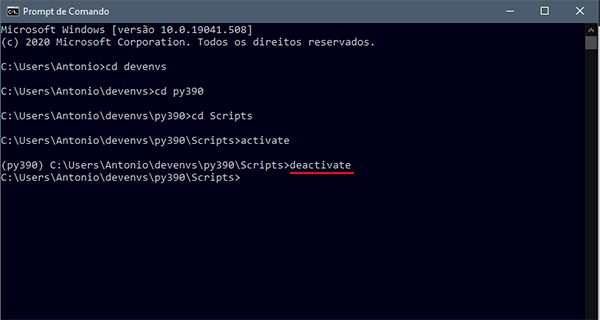 Prompt de Comando
Microsoft Windows [versão 10.0.19041.508]
(c) 2020 Microsoft Corporation. Todos os direitos reservados.
C:\Users\Antonio>cd devenvs
C:\Users\Antonio\devenvs>cd py390
C:\Users\Antonio\devenvs\py390>cd Scripts
C:\Users\Antonio\devenvs\py390\Scripts>activate
(py390) C:\Users\Antonio\devenvs\py390\Scripts>deactivate
C:\Users\Antonio\devenvs\py390\Scripts>